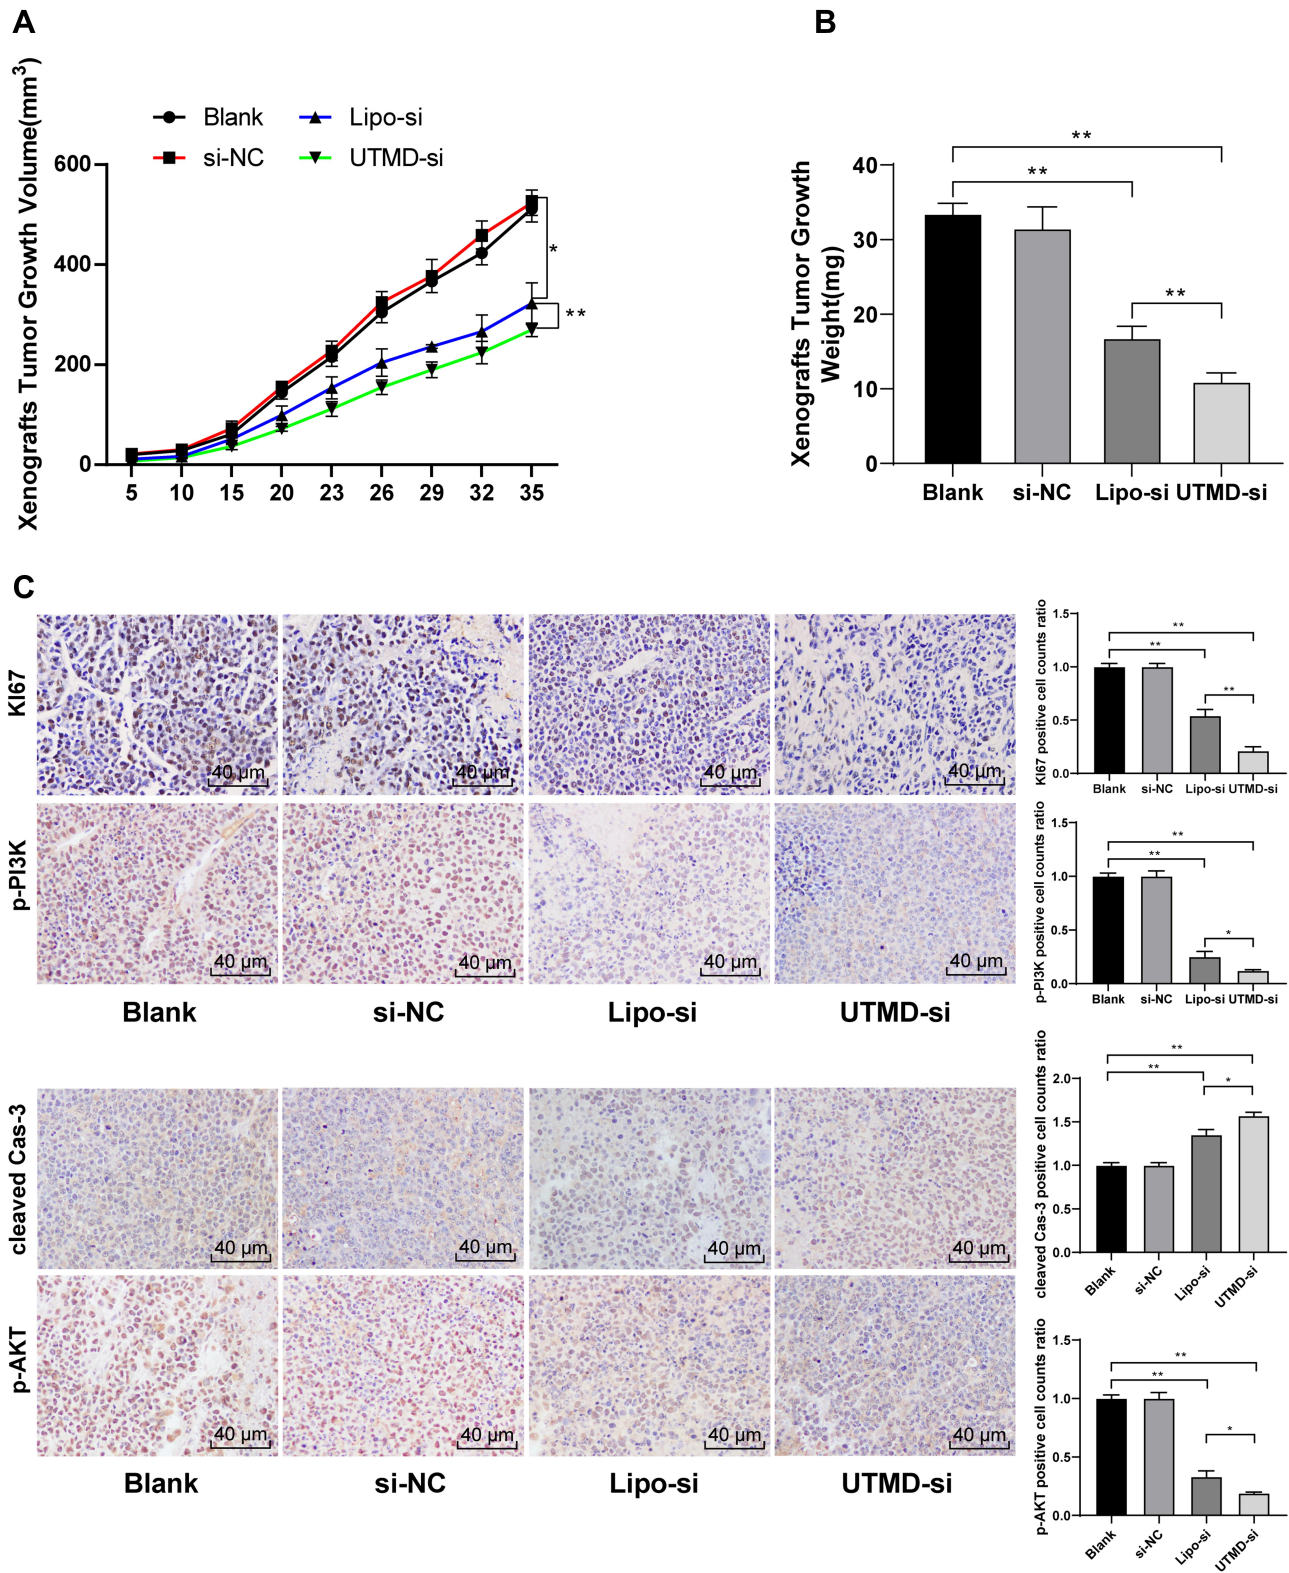 A
B
Xenografts Tumor Growth Volume(mm3)
Blank
Lipo-si
si-NC
UTMD-si
600
400
200
0
5 10 15 20 23 26 29 32 35
*
**
Xenografts Tumor Growth
Weight(mg)
40
30
20
10
0
**
**
**
Blank si-NC Lipo-si UTMD-si
C
KI67
40 μm 40 μm 40 μm 40 μm
p-PI3K
40 μm 40 μm 40 μm 40 μm
Blank si-NC Lipo-si UTMD-si
cleaved Cas-3
40 μm 40 μm 40 μm 40 μm
p-AKT
40 μm 40 μm 40 μm 40 μm
Blank si-NC Lipo-si UTMD-si
KI67 positive cell counts ratio
1.5
1.0
0.5
0.0
**
**
**
Blank si-NC Lipo-si UTMD-si
p-PI3K positive cell counts ratio
1.5
1.0
0.5
0.0
**
**
*
Blank si-NC Lipo-si UTMD-si
cleaved Cas-3 positive cell counts ratio
2.0
1.5
1.0
0.5
0.0
**
**
*
Blank si-NC Lipo-si UTMD-si
p-AKT positive cell counts ratio
1.5
1.0
0.5
0.0
**
**
*
Blank si-NC Lipo-si UTMD-si